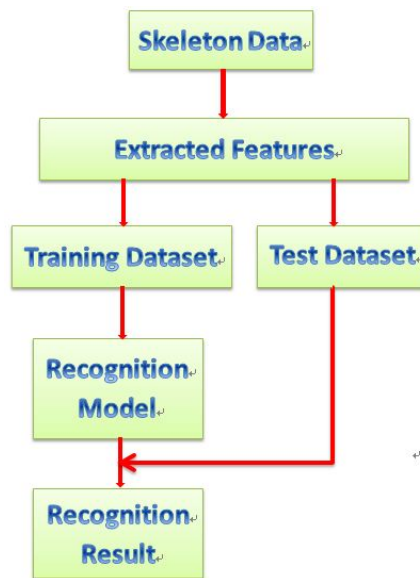 Skeleton Data
Extracted Features
Training Dataset
Test Dataset
Recognition
Model
Recognition
Result